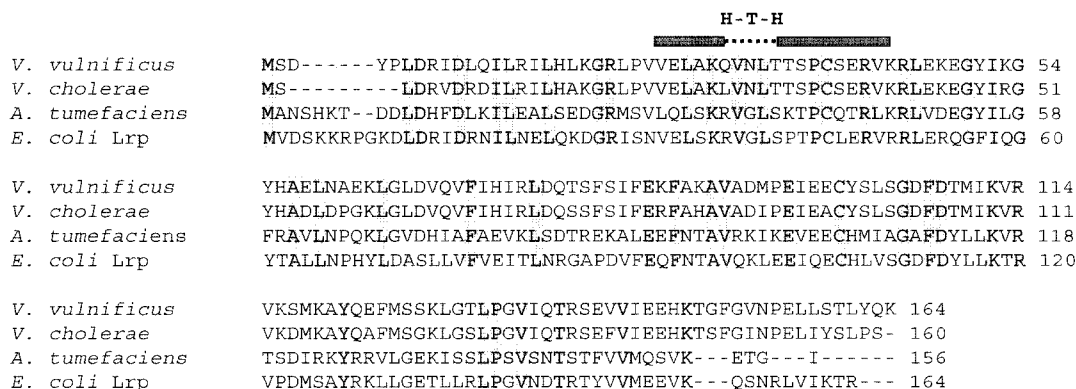 H-T-H
V. vulnificus MSD------YPLDRIDLQILRILHLKGRLPVVELAKQVNLTTSPCSERVKRLEKEGYIKG 54
V. cholerae MS--------LDRVDRDILRILHAKGRLPVVELAKLVNLTTSPCSERVKRLEKEGYIRG 51
A. tumefaciens MANSHKT--DDLDHFDLKILEALSEDGRMSVLQLSKRVGLSKTPCQTRLKRLVDEGYILG 58
E. coli Lrp MVDSKKRPGKDLDRIDRNILNELQKDGRISNVELSKRVGLSPTPCLERVRRLERQGFIQG 60
V. vulnificus YHAELNAEKLGLDVQVFIHIRLDQTSFSIFEKFAKAVADMPEIEECYSLSGDFDTMIKVR 114
V. cholerae YHADLDPGKLGLDVQVFIHIRLDQSSFSIFERFAHAVADIPEIEACYSLSGDFDTMIKVR 111
A. tumefaciens FRAVLNPQKLGVDHIAFAEVKLSDTREKALEEFNTAVRKIKEVEECHMIAGAFDYLLKVR 118
E. coli Lrp YTALLNPHYLDASLLVFVEITLNRGAPDVFEQFNTAVQKLEEIQECHLVSGDFDYLLKTR 120
V. vulnificus VKSMKAYQEFMSSKLGTLPGVIQTRSEVVIEEHKTGFGVNPELLSTLYQK 164
V. cholerae VKDMKAYQAFMSGKLGSLPGVIQTRSEVVIEEHKTSFGINPELIYSLPS- 160
A. tumefaciens TSDIRKYRRVLGEKISSLPSVSNTSTFVVMQSVK---ETG---I------ 156
E. coli Lrp VPDMSAYRKLLGETLLRLPGVNDTRTYVVMEEVK---QSNRLVIKTR-- 164